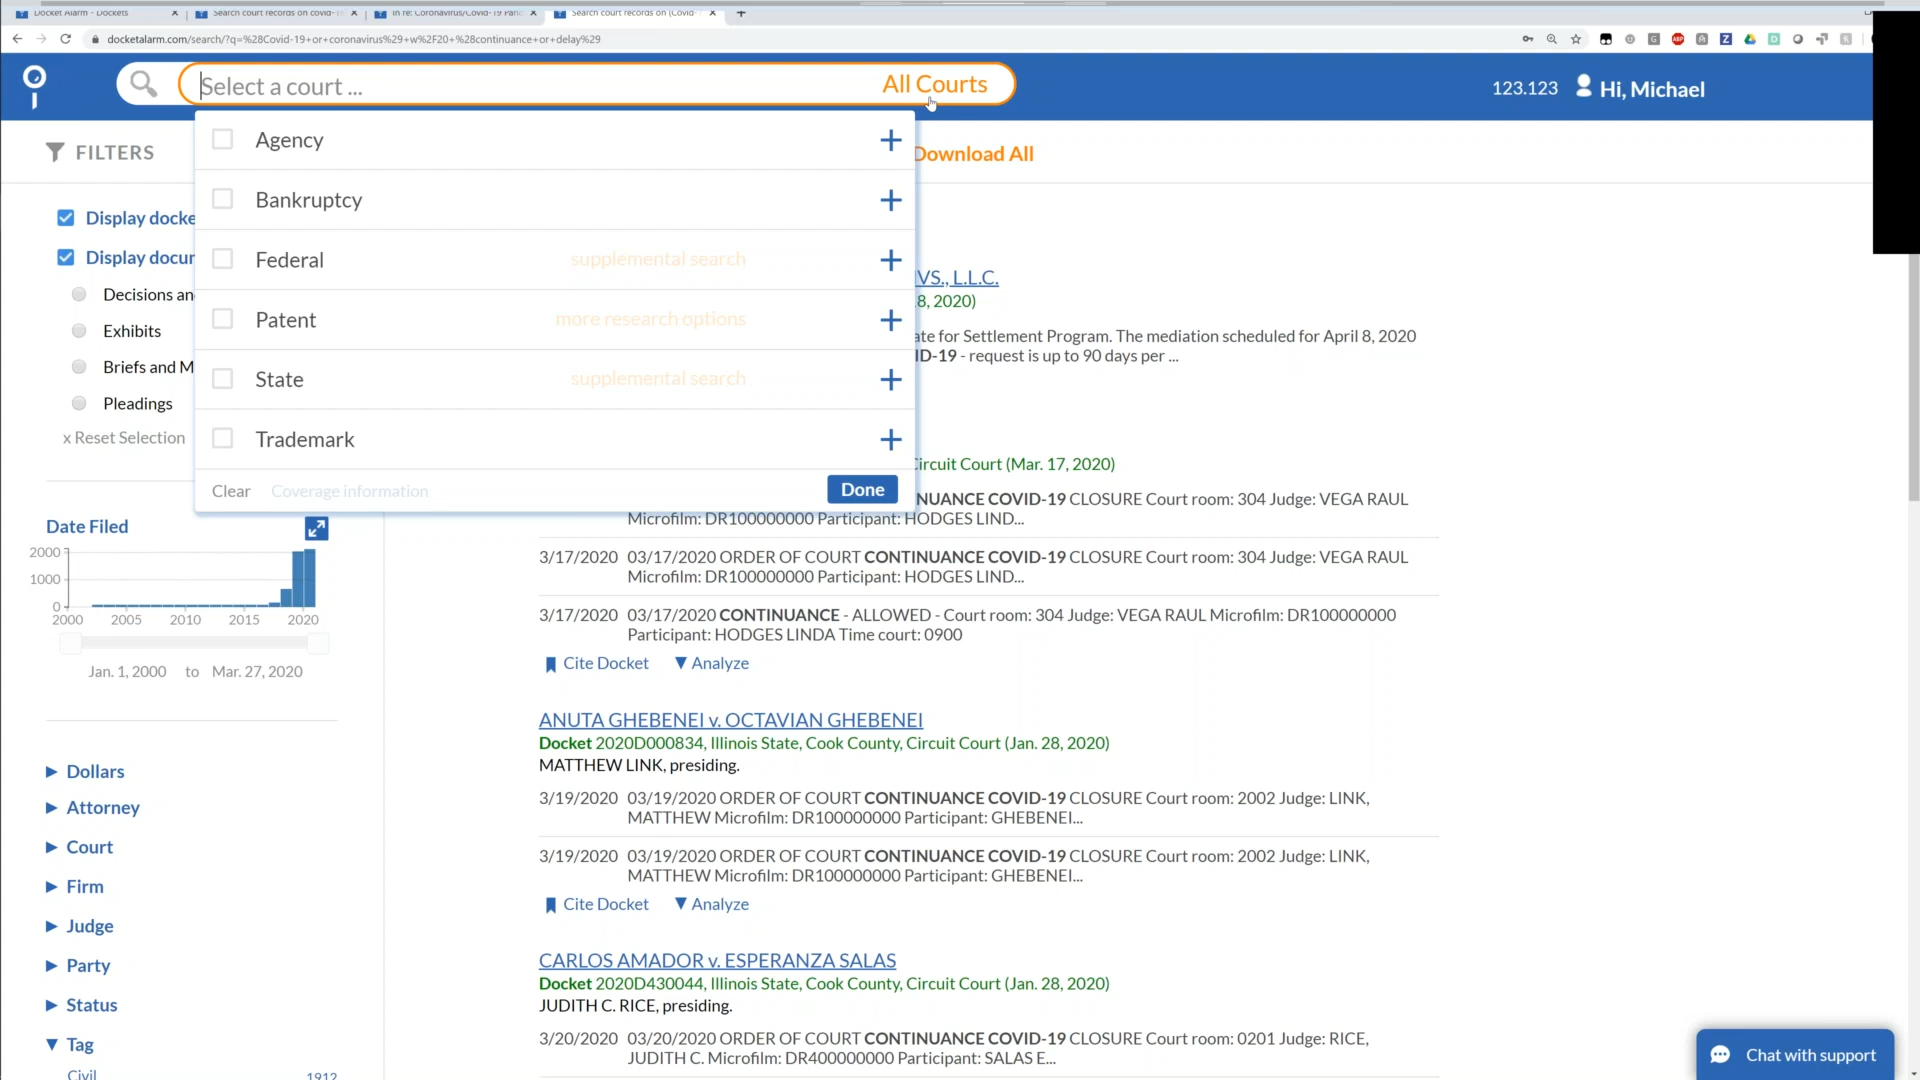 Docket Alarm - Dockets
Search court records on covid-1
In re: Coronavirus/Covid-19 Pan
Search court records on (Covid-
docketalarm.com/search/?q=%28Covid-19+or+coronavirus%29+w%2F20+%28continuance+or+delay%29
Select a court ...
All Courts
123.123
Hi, Michael
FILTERS
Download All
Agency
Bankruptcy
Federal
supplemental search
Patent
more research options
State
supplemental search
Trademark
Clear
Coverage information
Done
Display docke
Display docur
Decisions an
Exhibits
Briefs and M
Pleadings
x Reset Selection
Date Filed
2000
1000
0
2000
2005
2010
2015
2020
Jan. 1, 2000 to Mar. 27, 2020
Dollars
Attorney
Court
Firm
Judge
Party
Status
Tag
Civil
1912
VS., L.L.C.
8, 2020)
ate for Settlement Program. The mediation scheduled for April 8, 2020
ID-19 - request is up to 90 days per ...
Circuit Court (Mar. 17, 2020)
NUANCE COVID-19 CLOSURE Court room: 304 Judge: VEGA RAUL
Microfilm: DR100000000 Participant: HODGES LIND...
3/17/2020 03/17/2020 ORDER OF COURT CONTINUANCE COVID-19 CLOSURE Court room: 304 Judge: VEGA RAUL
Microfilm: DR100000000 Participant: HODGES LIND...
3/17/2020 03/17/2020 CONTINUANCE - ALLOWED - Court room: 304 Judge: VEGA RAUL Microfilm: DR100000000
Participant: HODGES LINDA Time court: 0900
Cite Docket
Analyze
ANUTA GHEBENEI v. OCTAVIAN GHEBENEI
Docket 2020D000834, Illinois State, Cook County, Circuit Court (Jan. 28, 2020)
MATTHEW LINK, presiding.
3/19/2020 03/19/2020 ORDER OF COURT CONTINUANCE COVID-19 CLOSURE Court room: 2002 Judge: LINK,
MATTHEW Microfilm: DR100000000 Participant: GHEBENEI...
3/19/2020 03/19/2020 ORDER OF COURT CONTINUANCE COVID-19 CLOSURE Court room: 2002 Judge: LINK,
MATTHEW Microfilm: DR100000000 Participant: GHEBENEI...
Cite Docket
Analyze
CARLOS AMADOR v. ESPERANZA SALAS
Docket 2020D430044, Illinois State, Cook County, Circuit Court (Jan. 28, 2020)
JUDITH C. RICE, presiding.
3/20/2020 03/20/2020 ORDER OF COURT CONTINUANCE COVID-19 CLOSURE Court room: 0201 Judge: RICE,
JUDITH C. Microfilm: DR400000000 Participant: SALAS E...
Chat with support